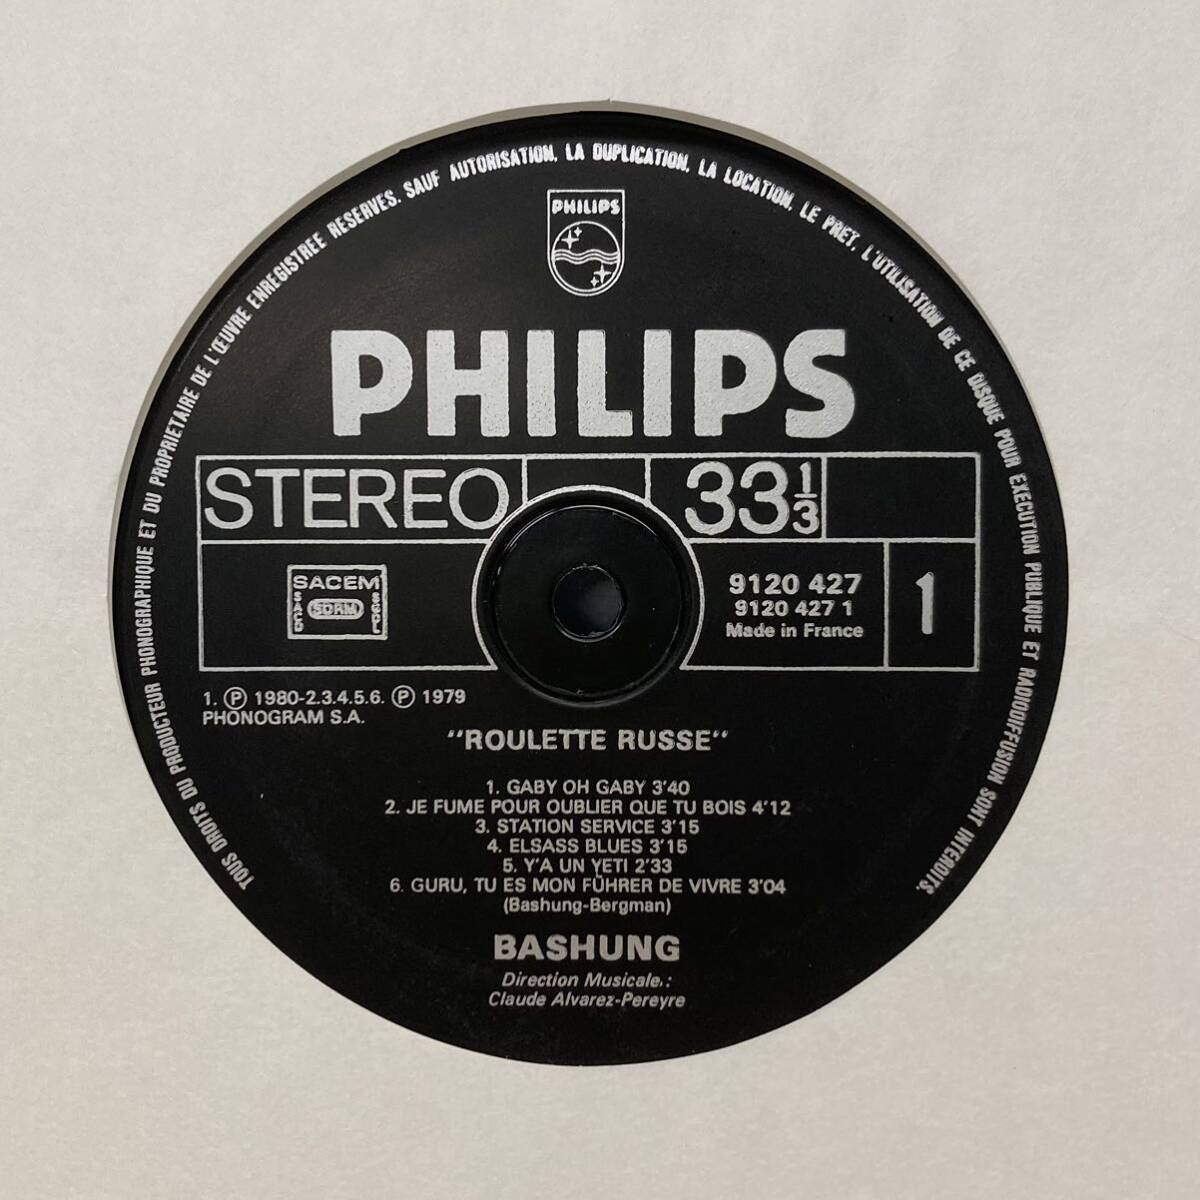 TOUS DROITS DU PRODUCTEUR PHONOGRAPHIQUE ET DU PROPRIETAIRE DE L'ŒUVRE ENREGISTREE RESERVES. SAUF AUTORISATION, LA DUPLICATION, LA LOCATION, LE PRET, L'UTILISATION DE CE DISQUE POUR EXECUTION PUBLIQUE ET RADIODIFFUSION SONT INTERDITS.
PHILIPS
PHILIPS
STEREO 33 1/3
SACEM
SACD SDRM SGDL
9120 427
9120 427 1
Made in France
1
1. Ⓟ 1980-2.3.4.5.6. Ⓟ 1979
PHONOGRAM S.A.
"ROULETTE RUSSE"
1. GABY OH GABY 3'40
2. JE FUME POUR OUBLIER QUE TU BOIS 4'12
3. STATION SERVICE 3'15
4. ELSASS BLUES 3'15
5. Y'A UN YETI 2'33
6. GURU, TU ES MON FÜHRER DE VIVRE 3'04
(Bashung-Bergman)
BASHUNG
Direction Musicale.:
Claude Alvarez-Pereyre